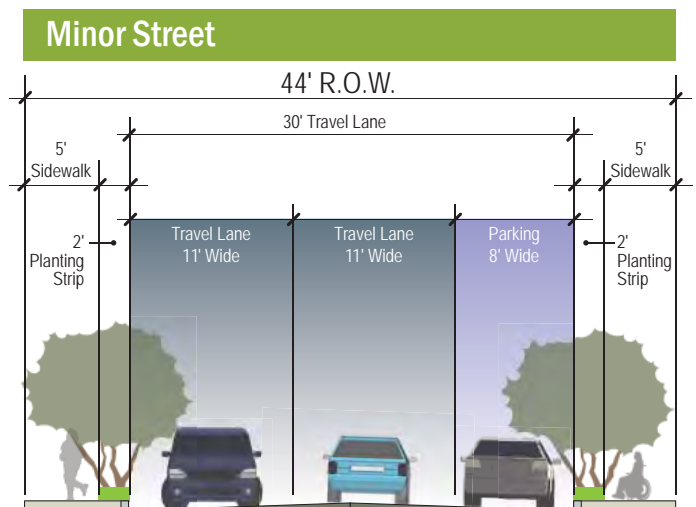 Minor Street
44' R.O.W.
30' Travel Lane
5'
Sidewalk
5'
Sidewalk
2'
Planting
Strip
Travel Lane
11' Wide
Travel Lane
11' Wide
Parking
8' Wide
2'
Planting
Strip